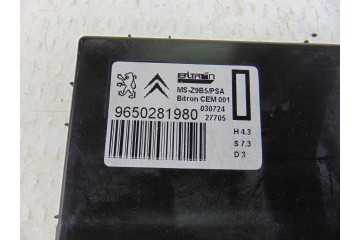 Bitron
MS-Z9B5/PSA
Bitron CEM 001
030724
9650281980 27705
H 4.3
S 7.3
D 3